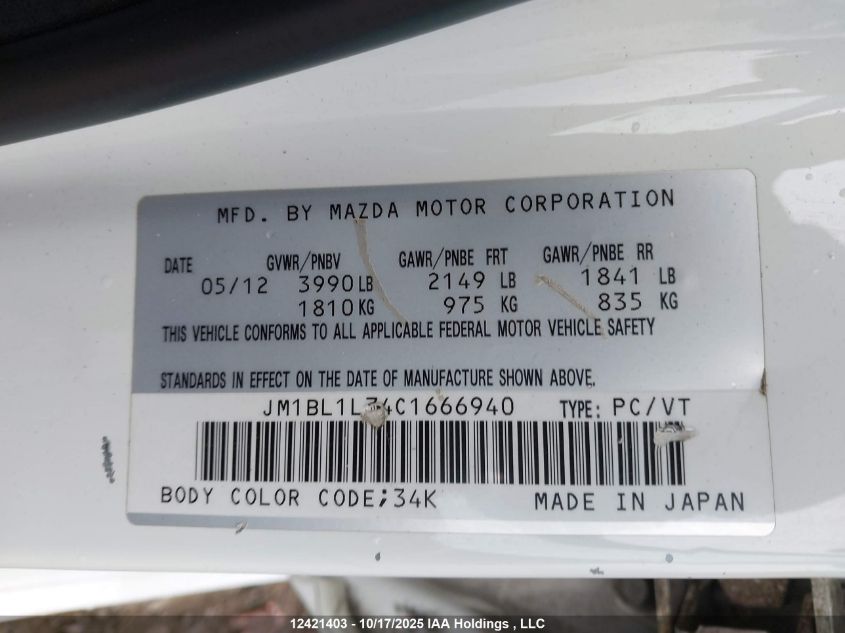 MFD. BY MAZDA MOTOR CORPORATION
DATE GVWR/PNBV GAWR/PNBE FRT GAWR/PNBE RR
05/12 3990 LB 2149 LB 1841 LB
1810 KG 975 KG 835 KG
THIS VEHICLE CONFORMS TO ALL APPLICABLE FEDERAL MOTOR VEHICLE SAFETY
STANDARDS IN EFFECT ON THE DATE OF MANUFACTURE SHOWN ABOVE.
JM1BL1L74C1666940 TYPE: PC/VT
BODY COLOR CODE;34K MADE IN JAPAN
12421403 - 10/17/2025 IAA Holdings , LLC